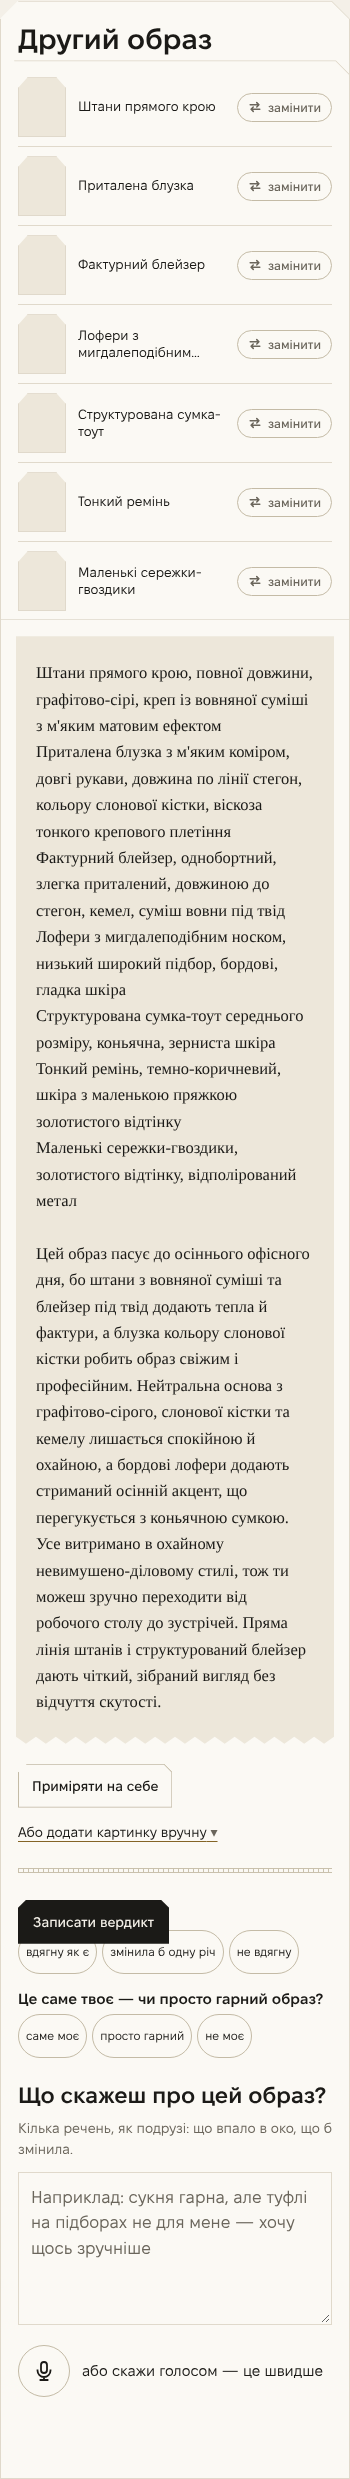 Другий образ
Штани прямого крою
замінити
Приталена блузка
замінити
Фактурний блейзер
замінити
Лофери з
мигдалеподібним...
замінити
Структурована сумка-
тоут
замінити
Тонкий ремінь
замінити
Маленькі сережки-
гвоздики
замінити
Штани прямого крою, повної довжини,
графітово-сірі, креп із вовняної суміші
з м'яким матовим ефектом
Приталена блузка з м'яким коміром,
довгі рукави, довжина по лінії стегон,
кольору слонової кістки, віскоза
тонкого крепового плетіння
Фактурний блейзер, однобортний,
злегка приталений, довжиною до
стегон, кемел, суміш вовни під твід
Лофери з мигдалеподібним носком,
низький широкий підбор, бордові,
гладка шкіра
Структурована сумка-тоут середнього
розміру, коньячна, зерниста шкіра
Тонкий ремінь, темно-коричневий,
шкіра з маленькою пряжкою
золотистого відтінку
Маленькі сережки-гвоздики,
золотистого відтінку, відполірований
метал
Цей образ пасує до осіннього офісного
дня, бо штани з вовняної суміші та
блейзер під твід додають тепла й
фактури, а блузка кольору слонової
кістки робить образ свіжим і
професійним. Нейтральна основа з
графітово-сірого, слонової кістки та
кемелу лишається спокійною й
охайною, а бордові лофери додають
стриманий осінній акцент, що
перегукується з коньячною сумкою.
Усе витримано в охайному
невимушено-діловому стилі, тож ти
можеш зручно переходити від
робочого столу до зустрічей. Пряма
лінія штанів і структурований блейзер
дають чіткий, зібраний вигляд без
відчуття скутості.
Приміряти на себе
Або додати картинку вручну ▾
Записати вердикт
вдягну як є
змінила б одну річ
не вдягну
Це саме твоє — чи просто гарний образ?
саме моє
просто гарний
не моє
Що скажеш про цей образ?
Кілька речень, як подрузі: що впало в око, що б
змінила.
Наприклад: сукня гарна, але туфлі
на підборах не для мене — хочу
щось зручніше
або скажи голосом — це швидше